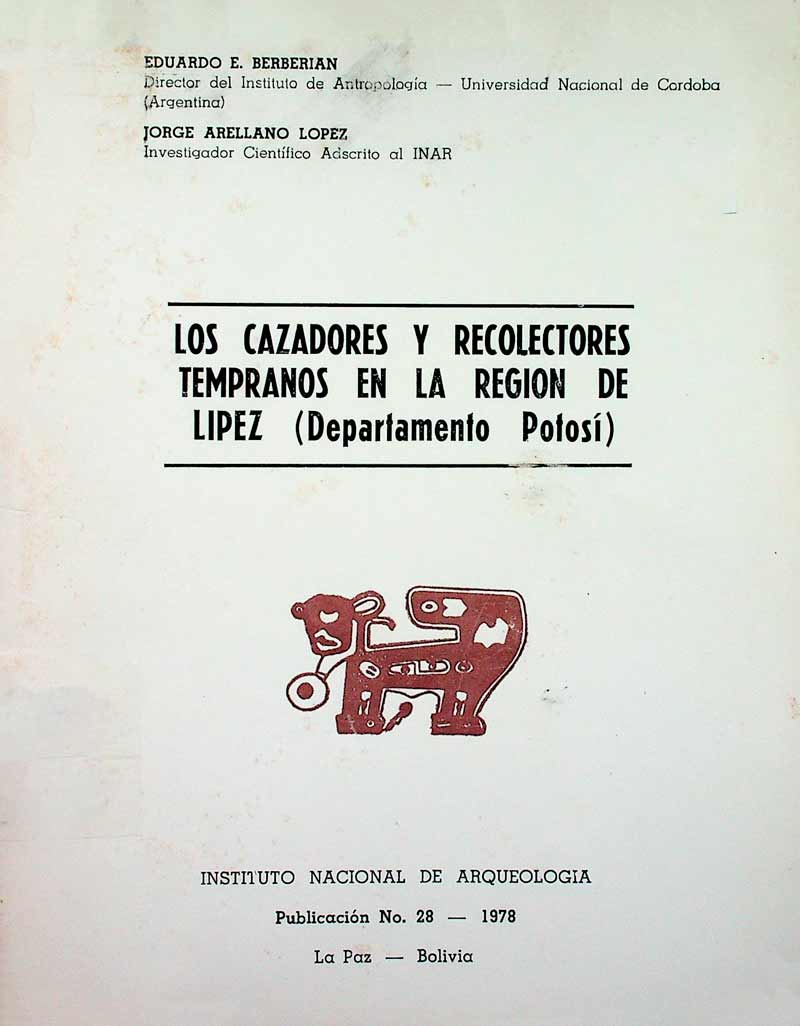 EDUARDO E. BERBERIAN
Director del Instituto de Antropología — Universidad Nacional de Cordoba
(Argentina)
JORGE ARELLANO LOPEZ
Investigador Científico Adscrito al INAR
LOS CAZADORES Y RECOLECTORES
TEMPRANOS EN LA REGION DE
LIPEZ (Departamento Potosí)
INSTITUTO NACIONAL DE ARQUEOLOGIA
Publicación No. 28 — 1978
La Paz — Bolivia